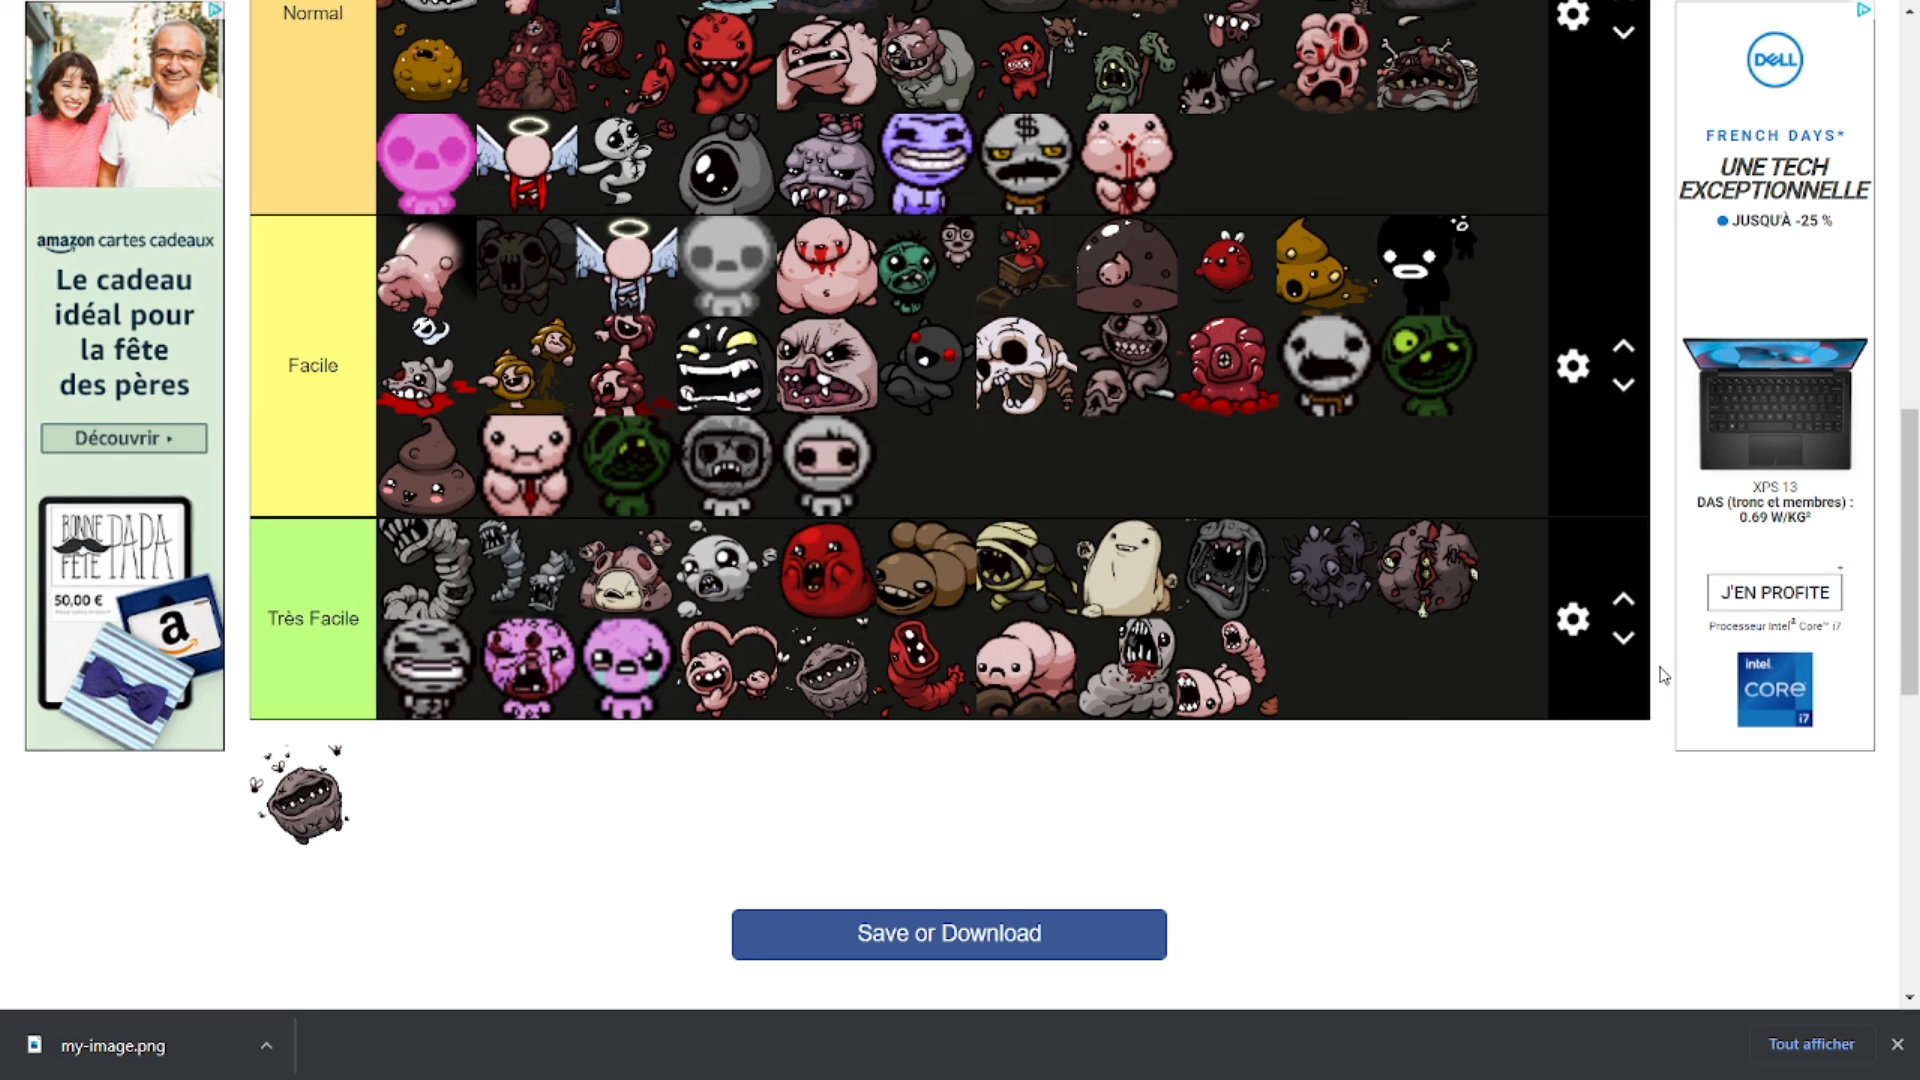 Normal
amazon cartes cadeaux
Le cadeau
idéal pour
la fête
des pères
Découvrir
BONNE
FÊTE PAPA
50,00 €
a
Facile
Très Facile
$
DELL
FRENCH DAYS*
UNE TECH
EXCEPTIONNELLE
JUSQU'À -25 %
XPS 13
DAS (tronc et membres) :
0.69 W/KG²
J'EN PROFITE
Processeur Intel® Core™ i7
intel.
CORE
i7
Save or Download
my-image.png
Tout afficher